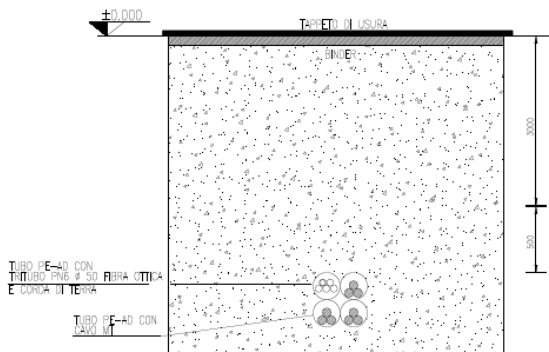 ±0.000
TAPPETO DI USURA
BINDER
3000
500
TUBO PE-AD CON
TRITUBO PN6 ø 50 FIBRA OTTICA
E CORDA DI TERRA
TUBO PE-AD CON
CAVO MT